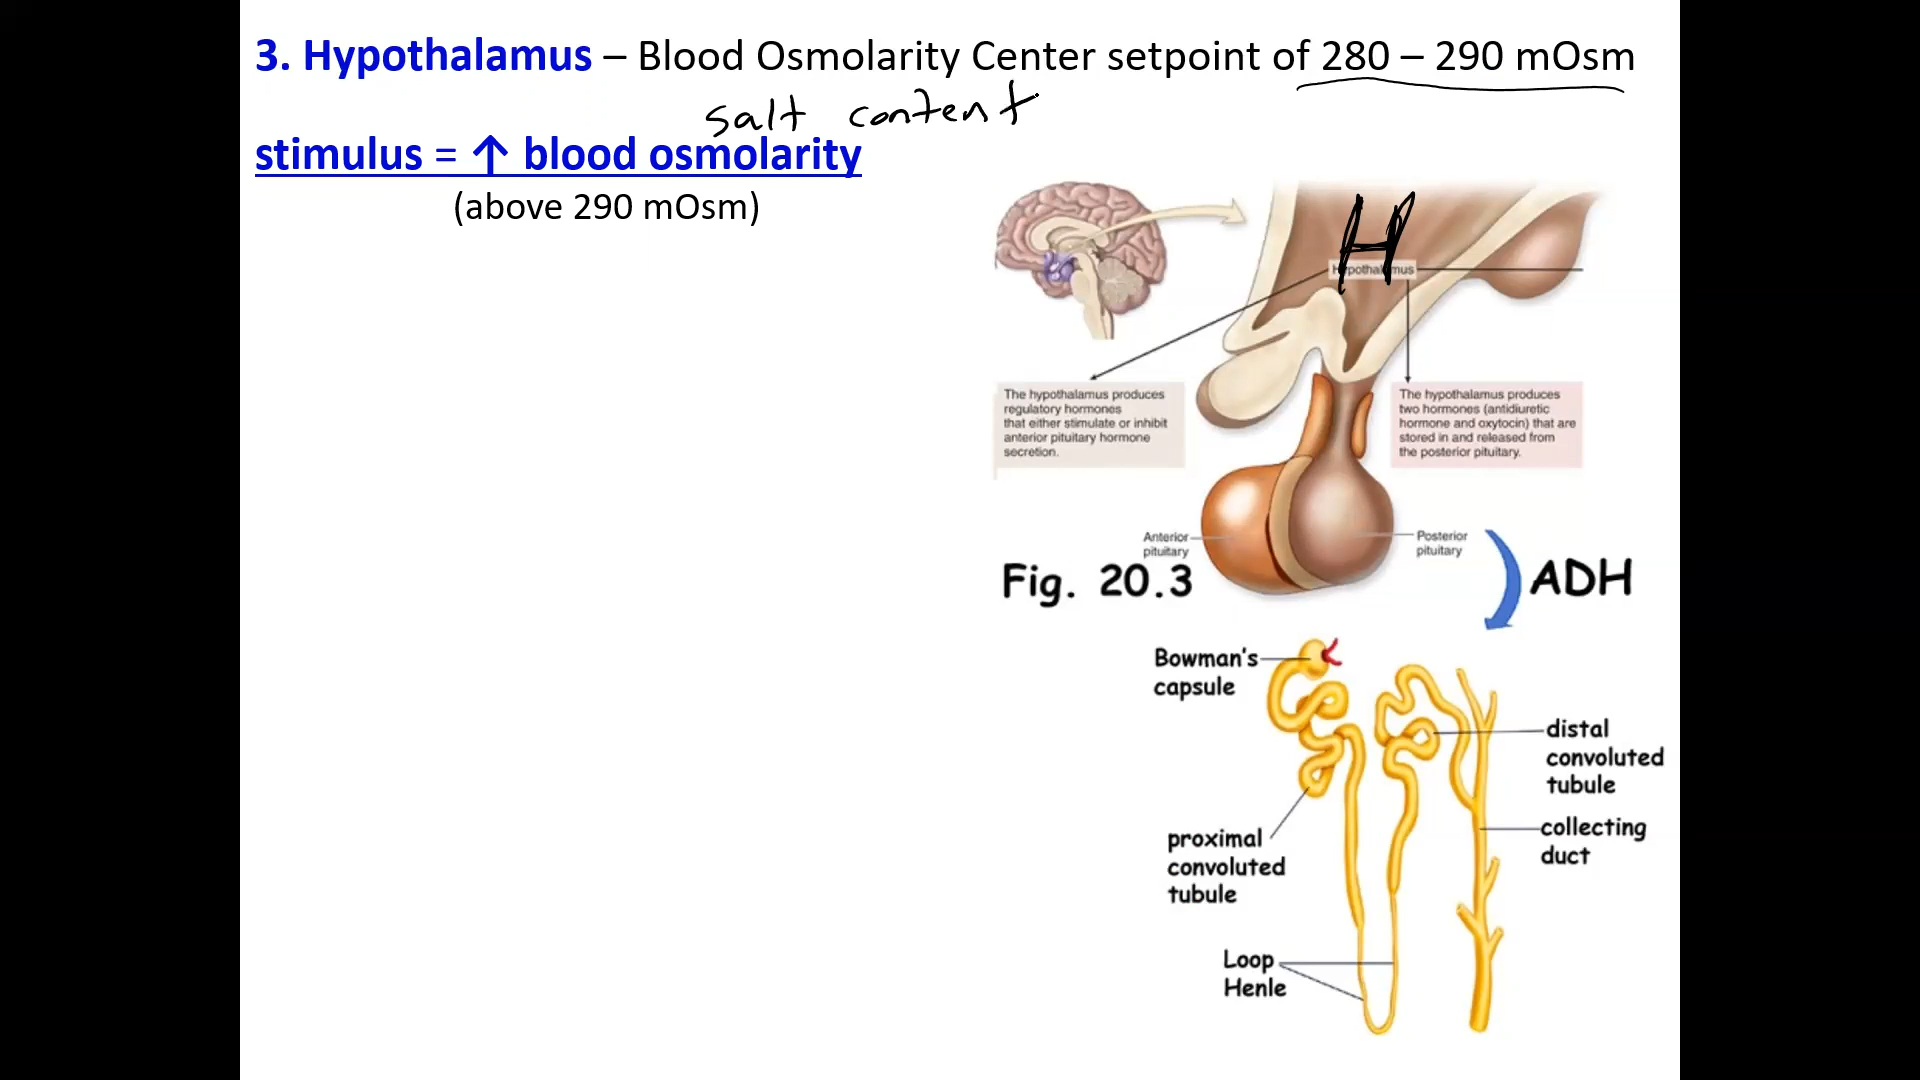 3. Hypothalamus – Blood Osmolarity Center setpoint of 280 – 290 mOsm
salt content
stimulus = ↑ blood osmolarity
(above 290 mOsm)
H
Hypothalamus
The hypothalamus produces
regulatory hormones
that either stimulate or inhibit
anterior pituitary hormone
secretion.
The hypothalamus produces
two hormones (antidiuretic
hormone and oxytocin) that are
stored in and released from
the posterior pituitary.
Anterior
pituitary
Posterior
pituitary
Fig. 20.3
ADH
Bowman's
capsule
distal
convoluted
tubule
collecting
duct
proximal
convoluted
tubule
Loop
Henle